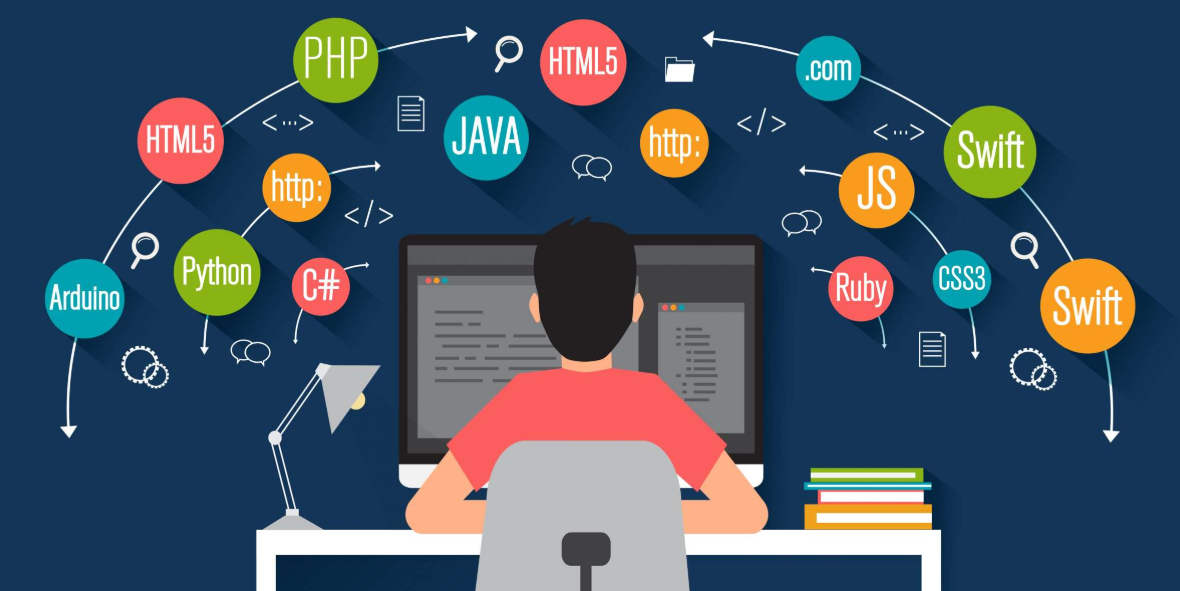 PHP
HTML5
.com
HTML5
JAVA
http:
Swift
http:
JS
Python
C#
Ruby
CSS3
Arduino
Swift
<...>
</>
</>
<...>